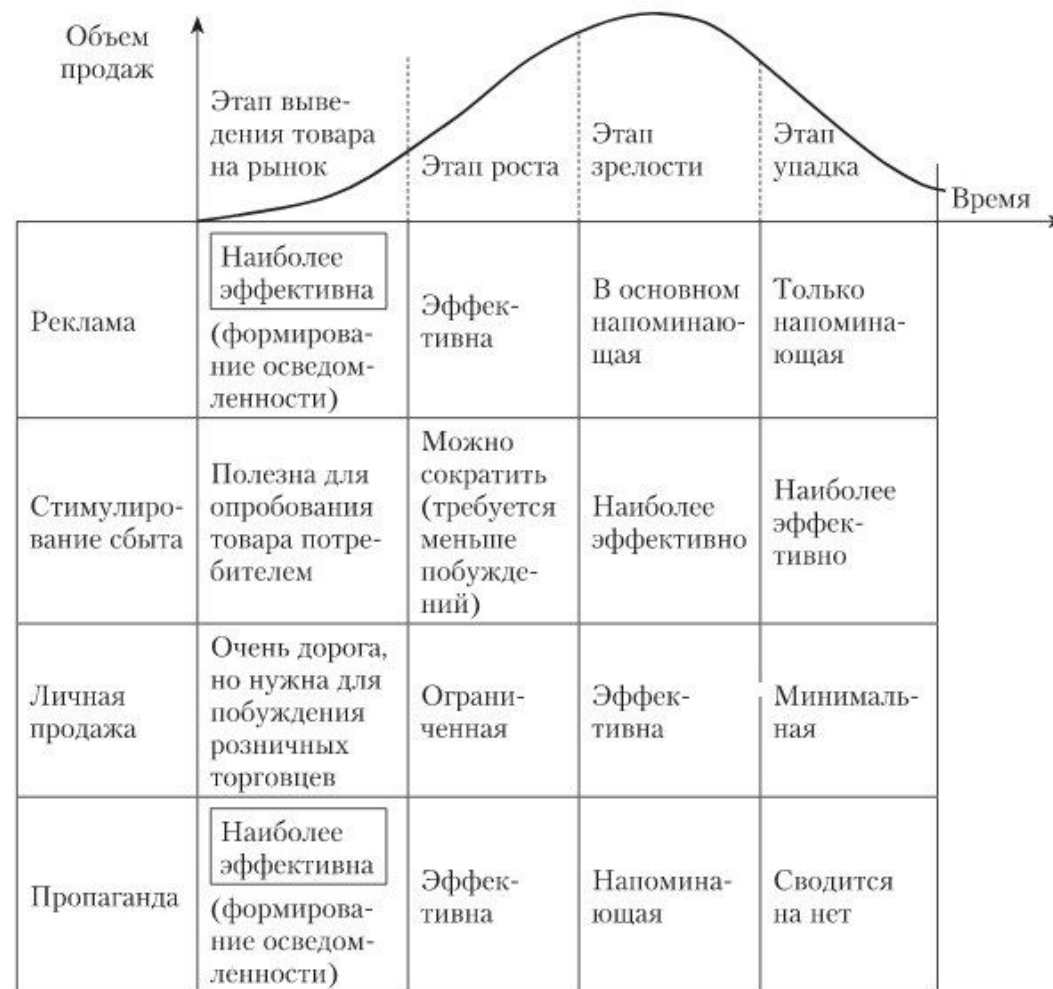 Объем
продаж
Этап выве-
дения товара
на рынок
Этап роста
Этап
зрелости
Этап
упадка
Время
Реклама
Наиболее
эффективна
(формирова-
ние осведом-
ленности)
Эффек-
тивна
В основном
напоминаю-
щая
Только
напомина-
ющая
Стимулиро-
вание сбыта
Полезна для
опробования
товара потре-
бителем
Можно
сократить
(требуется
меньше
побужде-
ний)
Наиболее
эффективно
Наиболее
эффек-
тивно
Личная
продажа
Очень дорога,
но нужна для
побуждения
розничных
торговцев
Ограни-
ченная
Эффек-
тивна
Минималь-
ная
Пропаганда
Наиболее
эффективна
(формирова-
ние осведом-
ленности)
Эффек-
тивна
Напомина-
ющая
Сводится
на нет